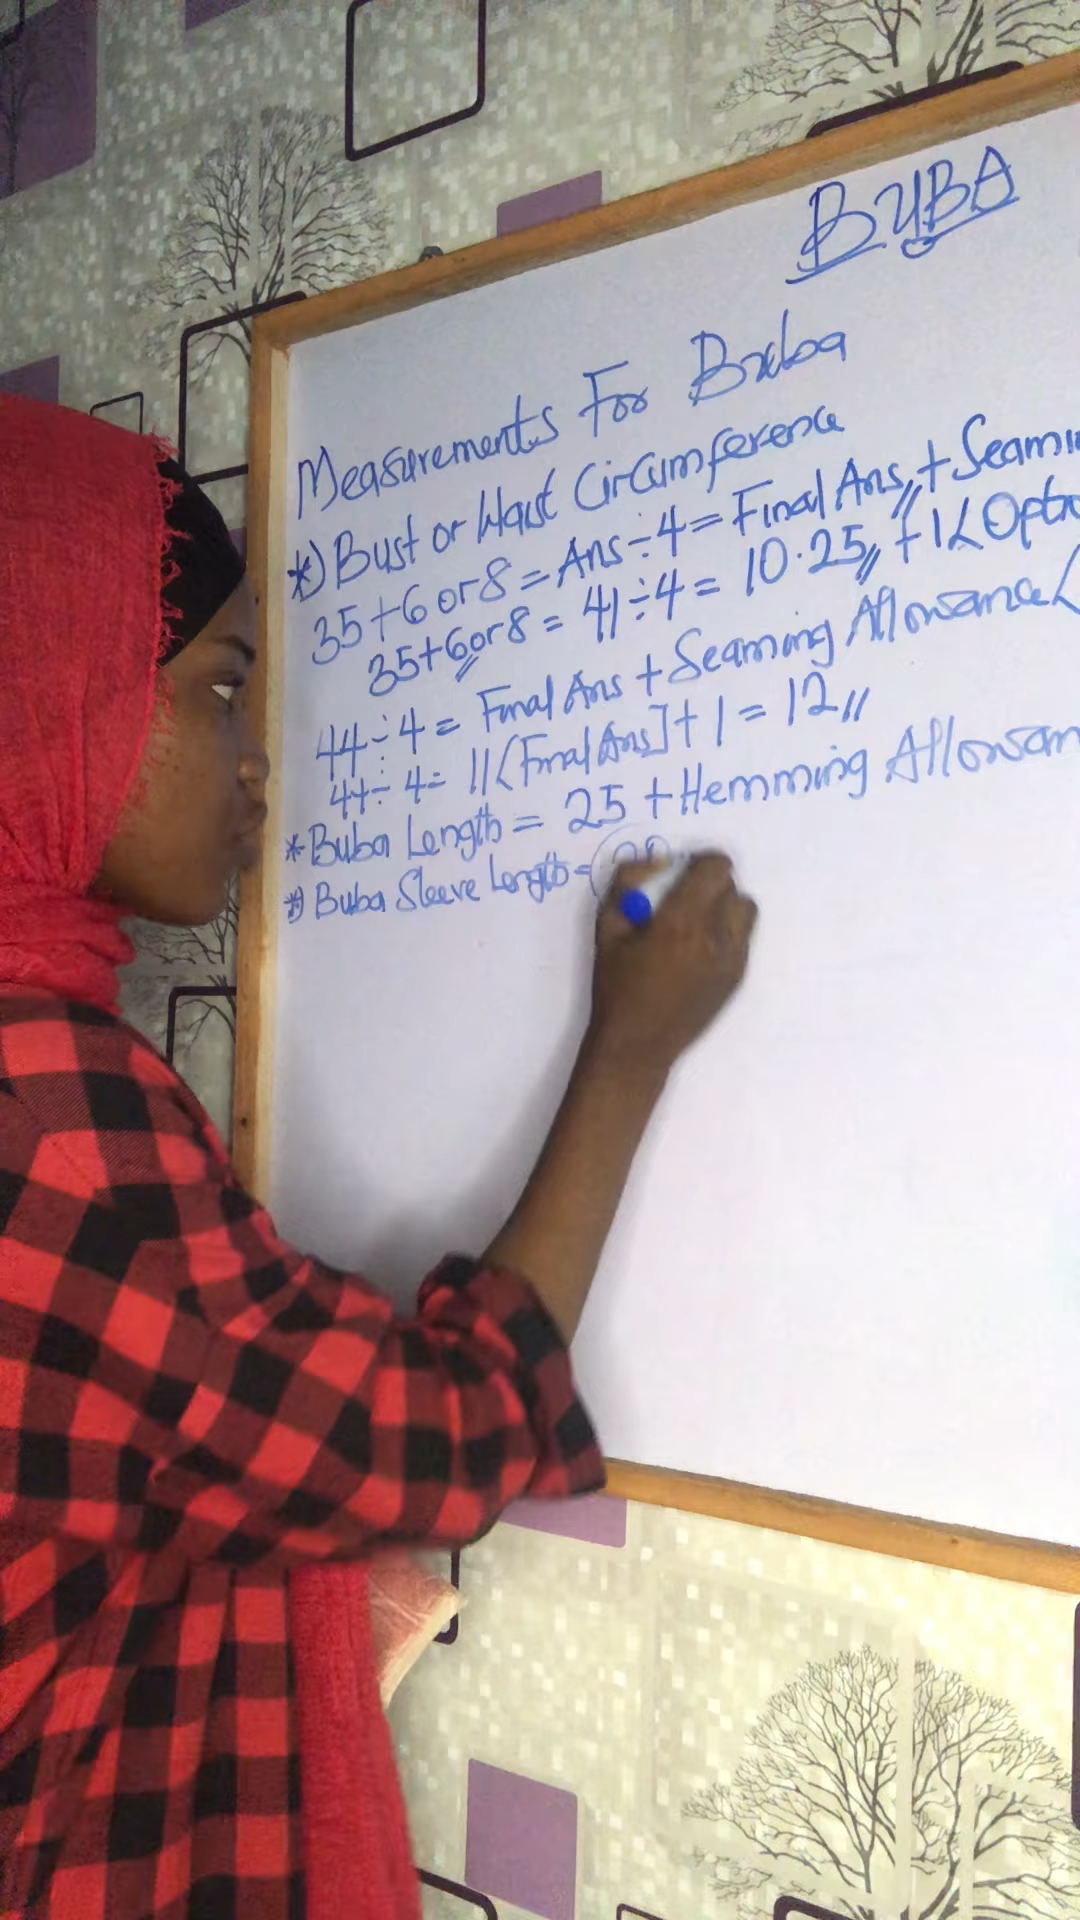 BUBA
Measurements For Buba
*) Bust or Waist Circumference
35+6 or 8 = Ans ÷ 4 = Final Ans,, + Seami
35+6 or 8 = 41 ÷ 4 = 10.25,, + 1 (Optio
44 ÷ 4 = Final Ans + Seaming Allowance (
44 ÷ 4 = 11 (Final Ans] + 1 = 12,,
* Buba Length = 25 + Hemming Allowan
*) Buba Sleeve Length =